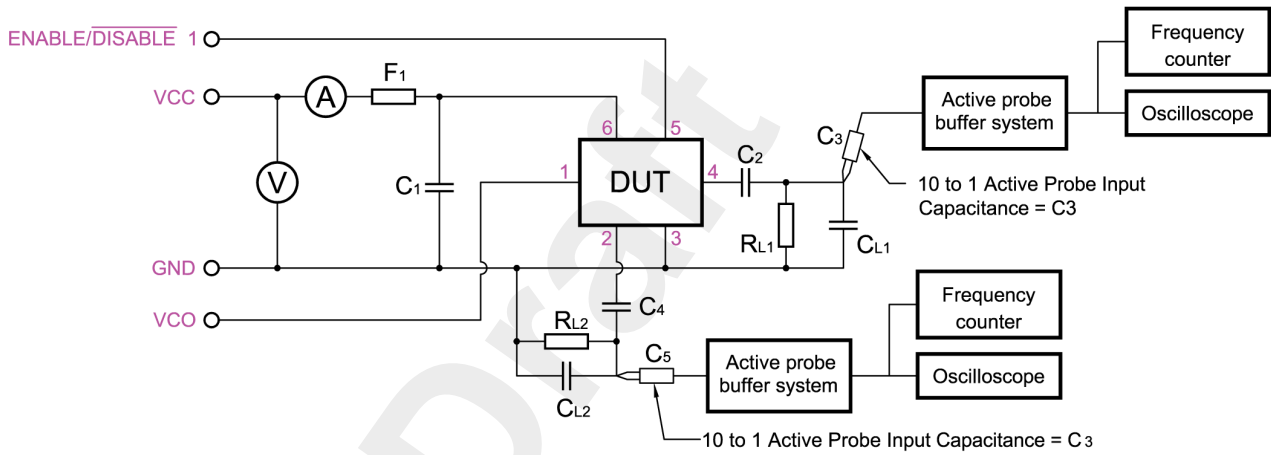 ENABLE/DISABLE 1
VCC
A
F1
V
C1
GND
VCO
6
5
1
DUT
4
2
3
C2
RL1
CL1
C3
10 to 1 Active Probe Input
Capacitance = C3
Active probe
buffer system
Frequency
counter
Oscilloscope
C4
RL2
CL2
C5
10 to 1 Active Probe Input Capacitance = C3
Active probe
buffer system
Frequency
counter
Oscilloscope
Draft